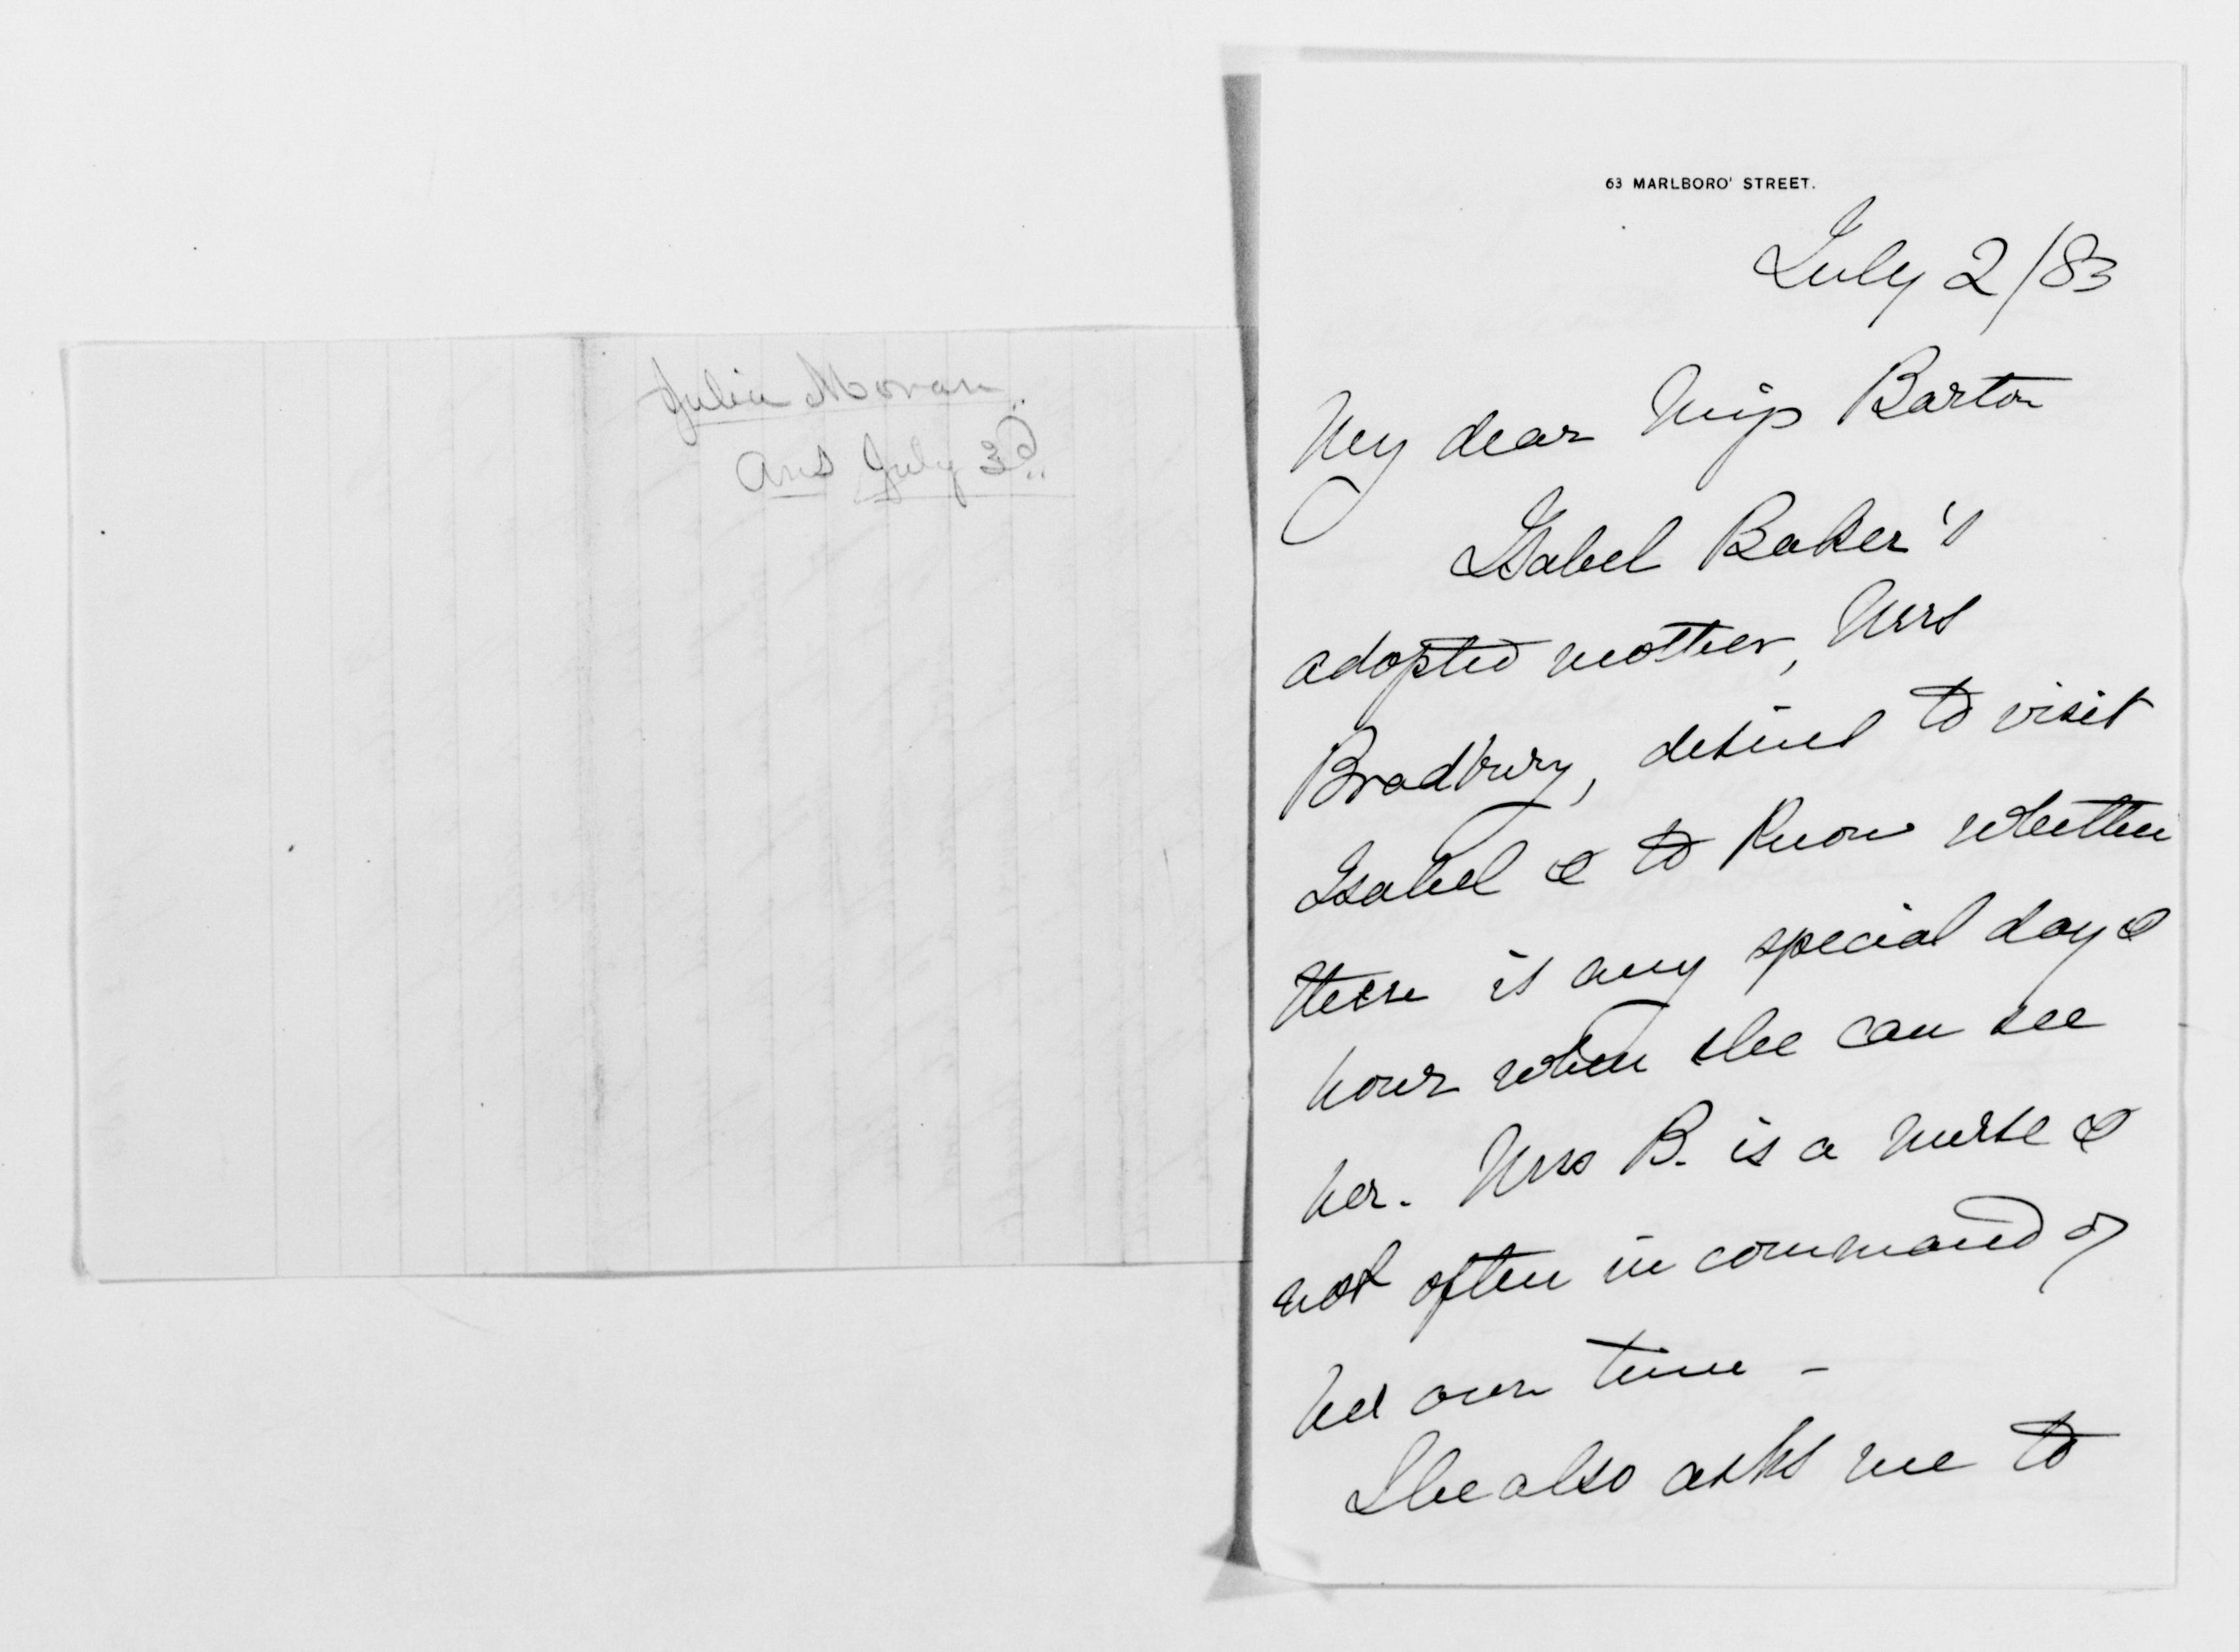 Julia Moran
Ans July 3d
63 MARLBORO' STREET.
July 2/83
My dear Miss Barton
Isabel Baker's
adopted mother, Mrs
Bradbury, desires to visit
Isabel & to know whether
there is any special day &
hour when she can see
her. Mrs B. is a nurse &
not often in command of
her own time -
She also asks me to